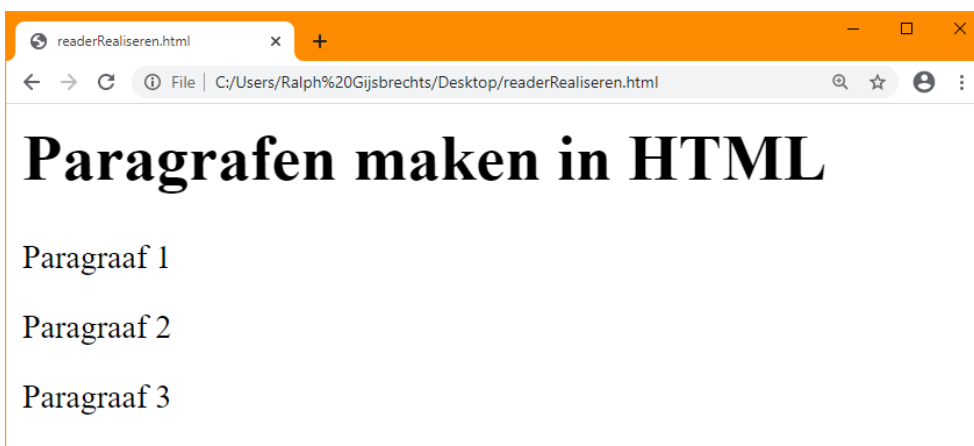 readerRealiseren.html
File | C:/Users/Ralph%20Gijsbrechts/Desktop/readerRealiseren.html
Paragrafen maken in HTML
Paragraaf 1
Paragraaf 2
Paragraaf 3